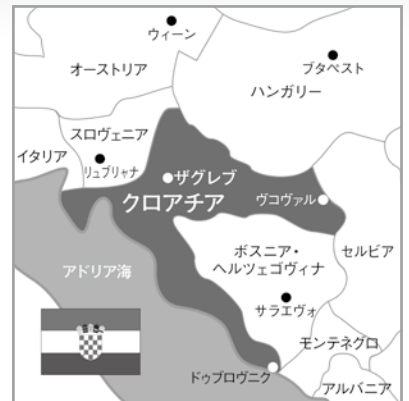 ウィーン
オーストリア
ブタペスト
ハンガリー
スロヴェニア
イタリア
リュブリャナ
ザグレブ
クロアチア
ヴコヴァル
ボスニア・
ヘルツェゴヴィナ
セルビア
アドリア海
サラエヴォ
モンテネグロ
ドゥブロヴニク
アルバニア